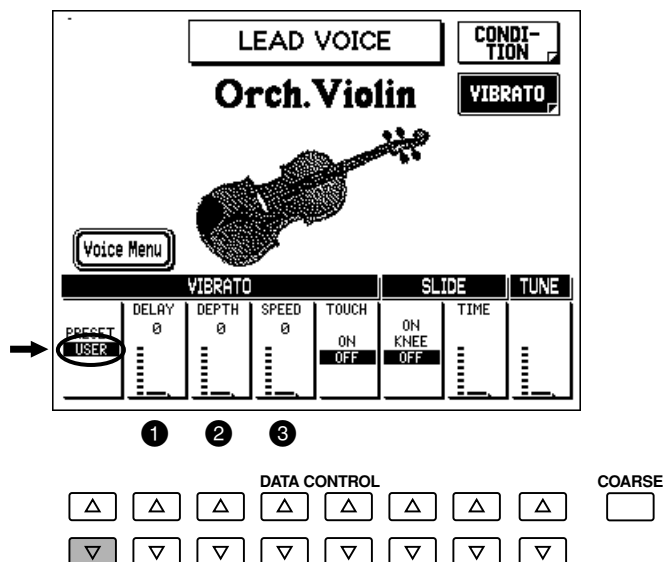 LEAD VOICE
CONDI-
TION
Orch.Violin
VIBRATO
Voice Menu
VIBRATO SLIDE TUNE
DELAY DEPTH SPEED TOUCH TIME
PRESET 0 0 0 ON
USER ON KNEE
OFF OFF
1 2 3
DATA CONTROL COARSE